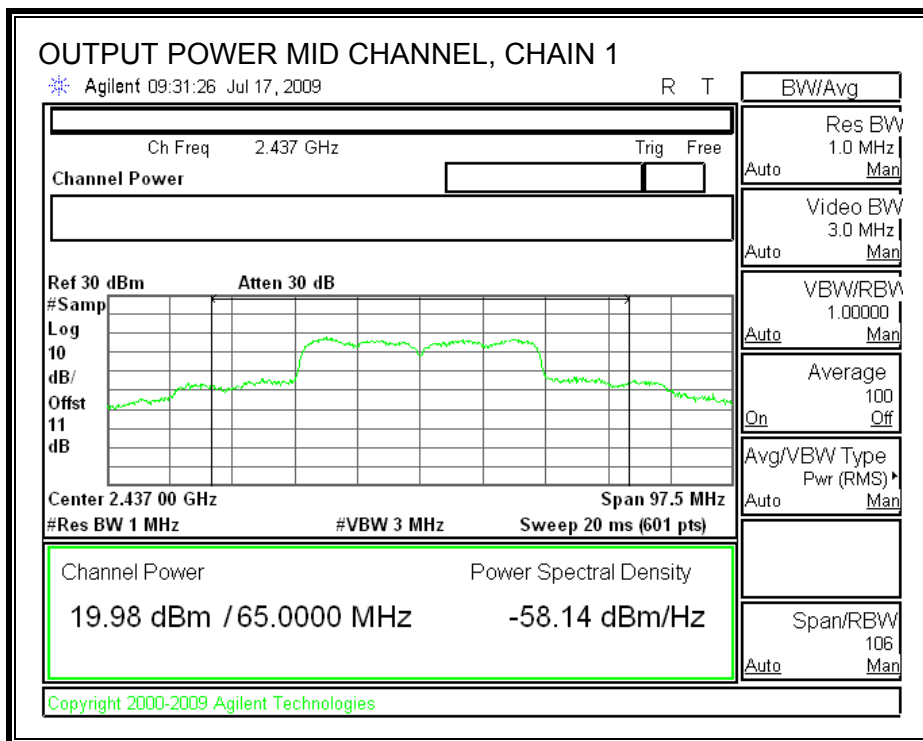 OUTPUT POWER MID CHANNEL, CHAIN 1
Agilent 09:31:26 Jul 17, 2009 R T
Ch Freq 2.437 GHz Trig Free
Channel Power
Ref 30 dBm Atten 30 dB
#Samp
Log
10
dB/
Offst
11
dB
Center 2.437 00 GHz Span 97.5 MHz
#Res BW 1 MHz #VBW 3 MHz Sweep 20 ms (601 pts)
Channel Power Power Spectral Density
19.98 dBm / 65.0000 MHz -58.14 dBm/Hz
Copyright 2000-2009 Agilent Technologies
BW/Avg
Res BW
1.0 MHz
Auto Man
Video BW
3.0 MHz
Auto Man
VBW/RBW
1.00000
Auto Man
Average
100
On Off
Avg/VBW Type
Pwr (RMS)
Auto Man
Span/RBW
106
Auto Man